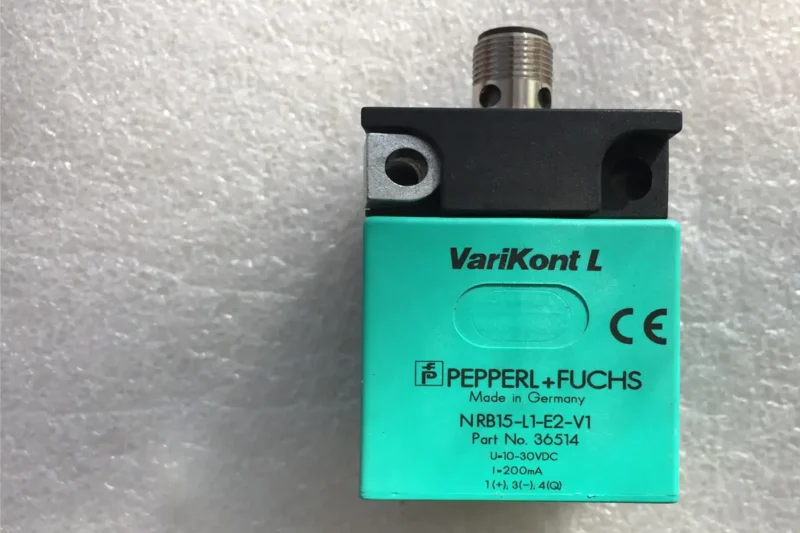 VariKont L
CE
PEPPERL+FUCHS
Made in Germany
NRB15-L1-E2-V1
Part No. 36514
U=10-30VDC
I=200mA
1(+); 3(-); 4(Q)